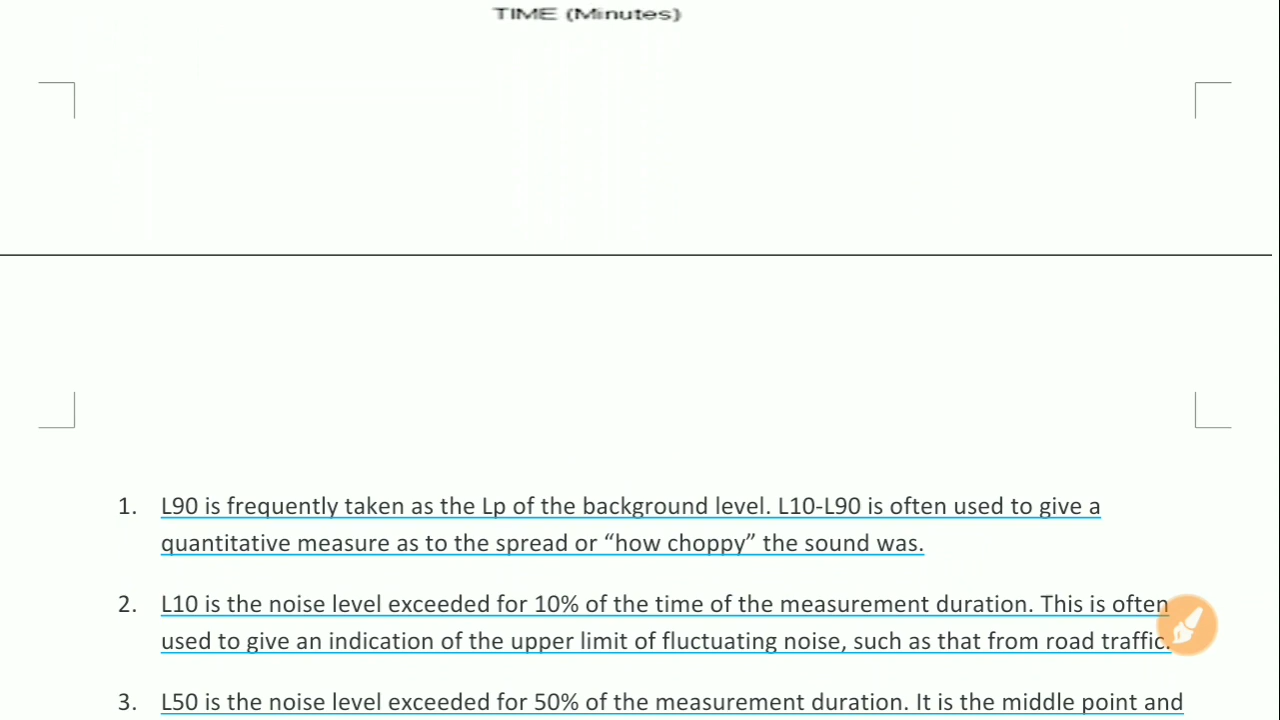 TIME (Minutes)
1. L90 is frequently taken as the Lp of the background level. L10-L90 is often used to give a
quantitative measure as to the spread or “how choppy” the sound was.
2. L10 is the noise level exceeded for 10% of the time of the measurement duration. This is often
used to give an indication of the upper limit of fluctuating noise, such as that from road traffic.
3. L50 is the noise level exceeded for 50% of the measurement duration. It is the middle point and